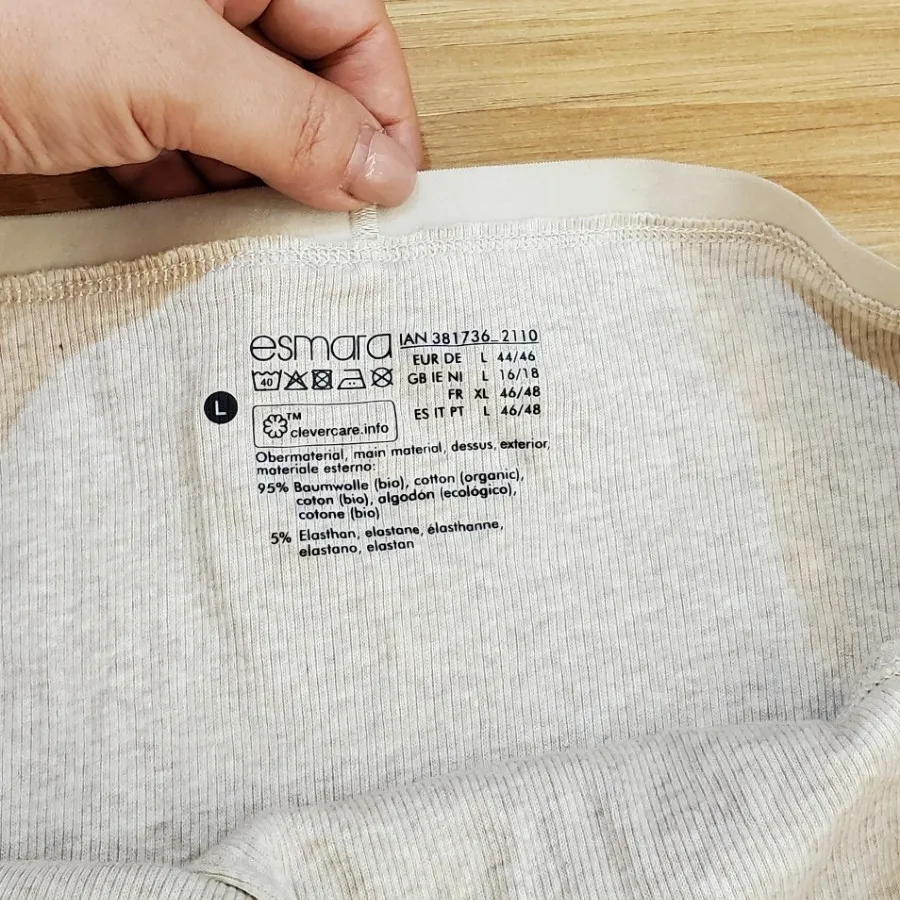 esmara IAN 381736_2110
EUR DE L 44/46
40
GB IE NI L 16/18
FR XL 46/48
L
ES IT PT L 46/48
TM
clevercare.info
Obermaterial, main material, dessus, exterior,
materiale esterno:
95% Baumwolle (bio), cotton (organic),
coton (bio), algodón (ecológico),
cotone (bio)
5% Elasthan, elastane, élasthanne,
elastano, elastan